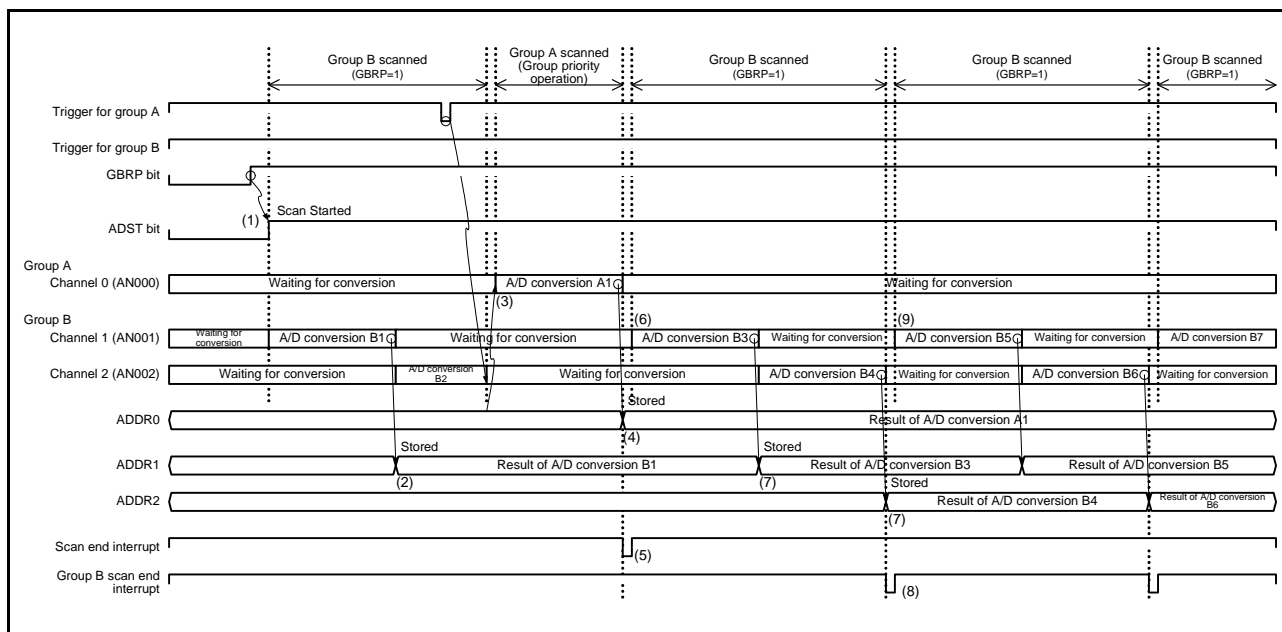 Group B scanned
(GBRP=1)
Group A scanned
(Group priority
operation)
Group B scanned
(GBRP=1)
Group B scanned
(GBRP=1)
Group B scanned
(GBRP=1)
Trigger for group A
Trigger for group B
GBRP bit
(1)
Scan Started
ADST bit
Group A
Channel 0 (AN000)
Waiting for conversion
A/D conversion A1
Waiting for conversion
(3)
Group B
(6)
(9)
Channel 1 (AN001)
Waiting for
conversion
A/D conversion B1
Waiting for conversion
A/D conversion B3
Waiting for conversion
A/D conversion B5
Waiting for conversion
A/D conversion B7
Channel 2 (AN002)
Waiting for conversion
A/D conversion
B2
Waiting for conversion
A/D conversion B4
Waiting for conversion
A/D conversion B6
Waiting for conversion
Stored
ADDR0
Result of A/D conversion A1
(4)
Stored
Stored
ADDR1
Result of A/D conversion B1
Result of A/D conversion B3
Result of A/D conversion B5
(2)
(7)
Stored
ADDR2
Result of A/D conversion B4
Result of A/D conversion
B6
(7)
Scan end interrupt
(5)
Group B scan end
interrupt
(8)